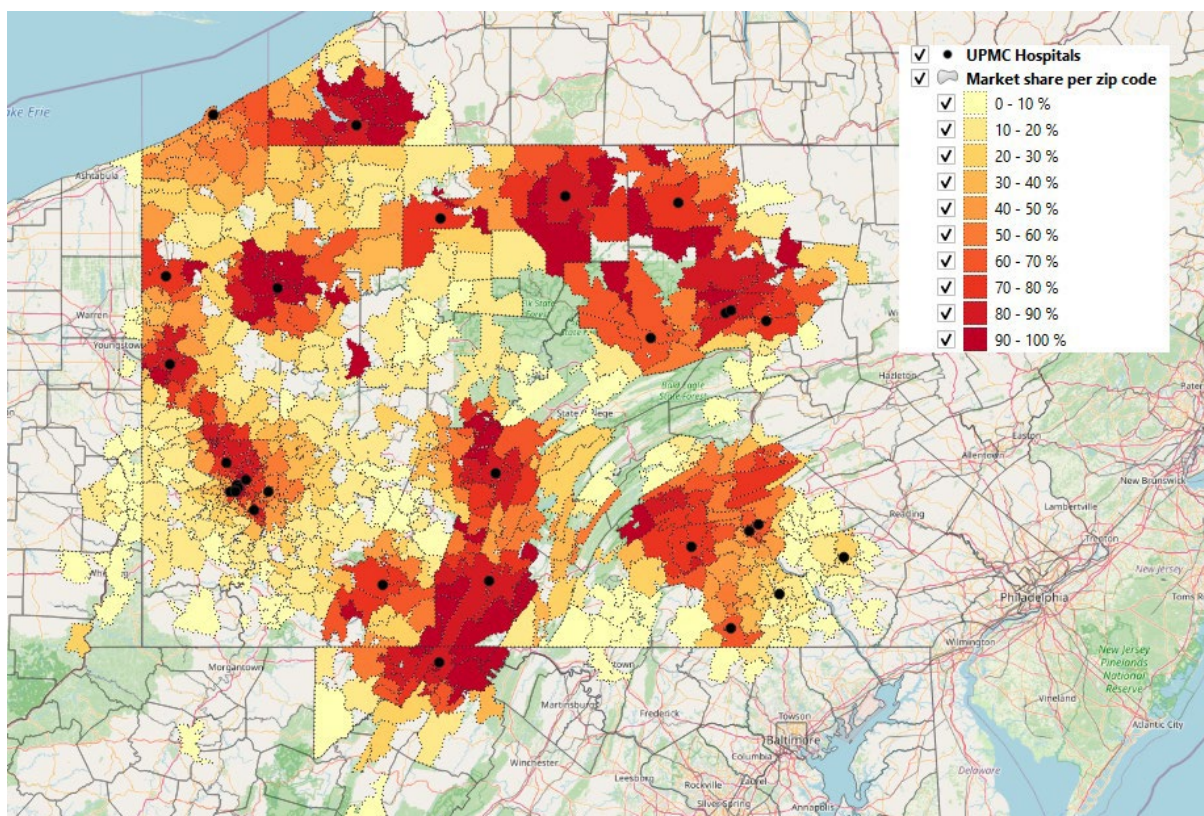 UPMC Hospitals
Market share per zip code
0 - 10 %
10 - 20 %
20 - 30 %
30 - 40 %
40 - 50 %
50 - 60 %
60 - 70 %
70 - 80 %
80 - 90 %
90 - 100 %
ke Erie
Ashtabula
Warren
Youngstown
State College
Bald Eagle
State Forest
Hazleton
Allentown
Easton
New Brunswick
Reading
Lambertville
Trenton
New Jersey
Philadelphia
Toms R
Wilmington
New Jersey
Pinelands
National
Reserve
Vineland
Atlantic City
Morgantown
Martinsburg
Frederick
Towson
Baltimore
Columbia
Winchester
Leesburg
Rockville
Laurel
Silver Spring
Annapolis
Delaware